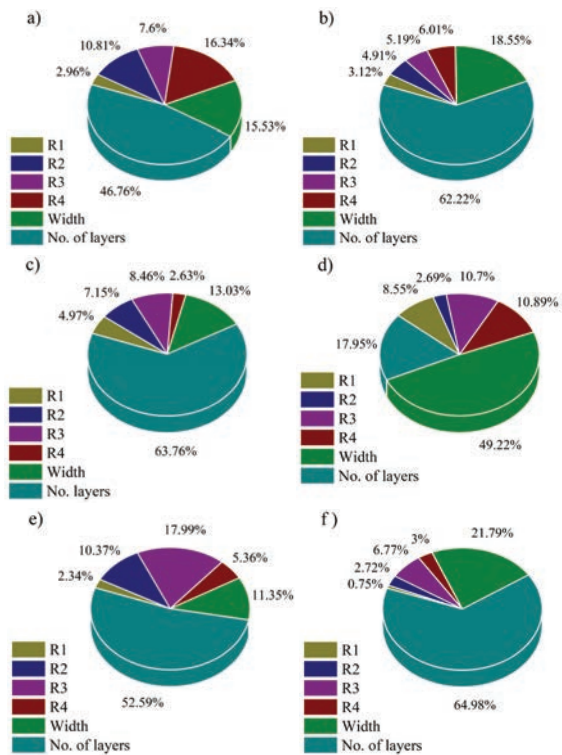 a)
7.6%
10.81%
16.34%
2.96%
15.53%
R1
R2
R3
R4
Width
No. of layers
46.76%
b)
6.01%
5.19%
18.55%
4.91%
3.12%
R1
R2
R3
R4
Width
No. of layers
62.22%
c)
8.46%
2.63%
7.15%
13.03%
4.97%
R1
R2
R3
R4
Width
No. layers
63.76%
d)
2.69%
10.7%
8.55%
10.89%
17.95%
R1
R2
R3
R4
Width
No. of layers
49.22%
e)
17.99%
10.37%
5.36%
2.34%
11.35%
R1
R2
R3
R4
Width
No. of layers
52.59%
f)
3%
21.79%
6.77%
2.72%
0.75%
R1
R2
R3
R4
Width
No. of layers
64.98%